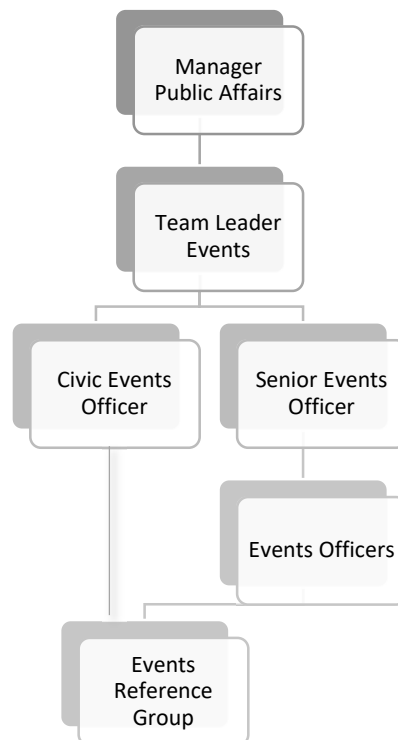 Manager
Public Affairs
Team Leader
Events
Civic Events
Officer
Senior Events
Officer
Events Officers
Events
Reference
Group